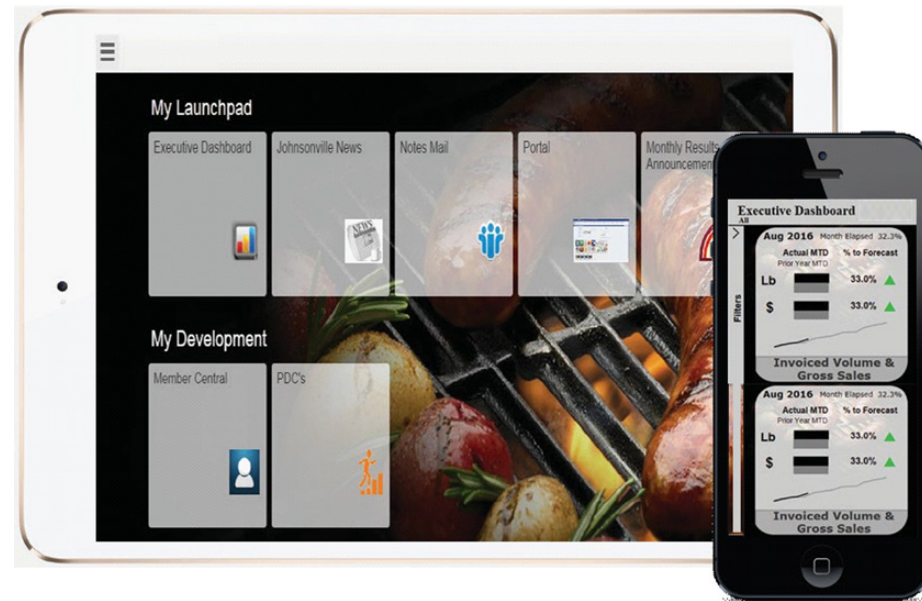 My Launchpad
Executive Dashboard
Johnsonville News
Notes Mail
Portal
Monthly Results
My Development
Member Central
PDC's
NEWS
Executive Dashboard
All
Filters
Aug 2016 Month Elapsed 32.3%
Actual MTD % to Forecast
Prior Year MTD
Lb 33.0%
$ 33.0%
Invoiced Volume &
Gross Sales
Aug 2016 Month Elapsed 32.3%
Actual MTD % to Forecast
Prior Year MTD
Lb 33.0%
$ 33.0%
Invoiced Volume &
Gross Sales